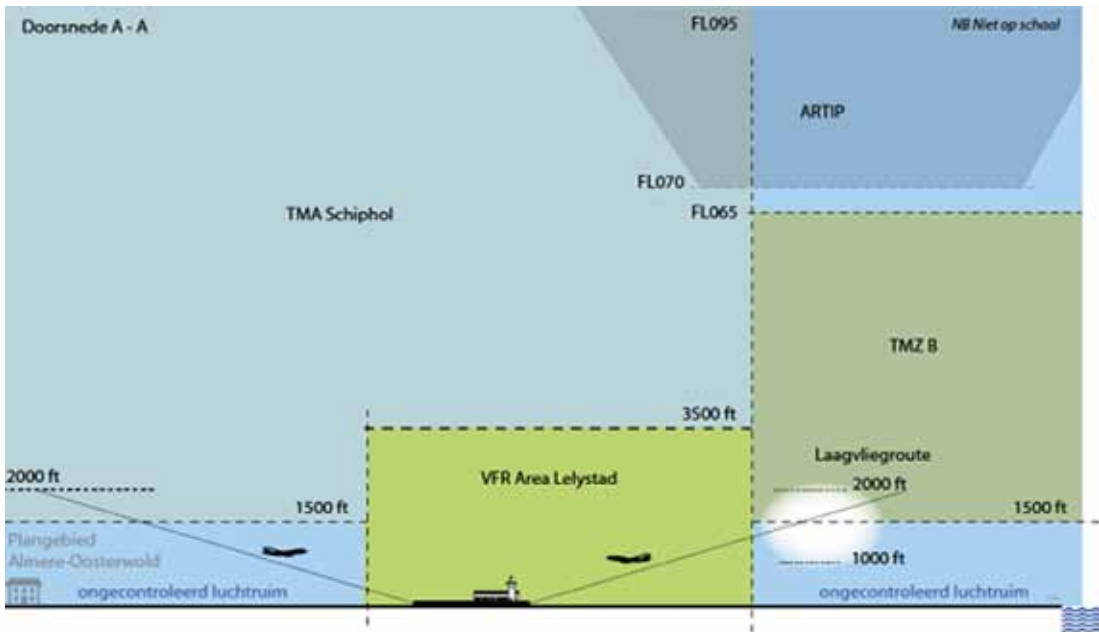 Doorsnede A - A
FL095
NB Niet op schaal
ARTIP
FL070
TMA Schiphol
FL065
TMZ B
3500 ft
Laagvliegroute
2000 ft
VFR Area Lelystad
2000 ft
1500 ft
1500 ft
Plangebied
Almere-Oosterwold
1000 ft
ongecontroleerd luchtruim
ongecontroleerd luchtruim